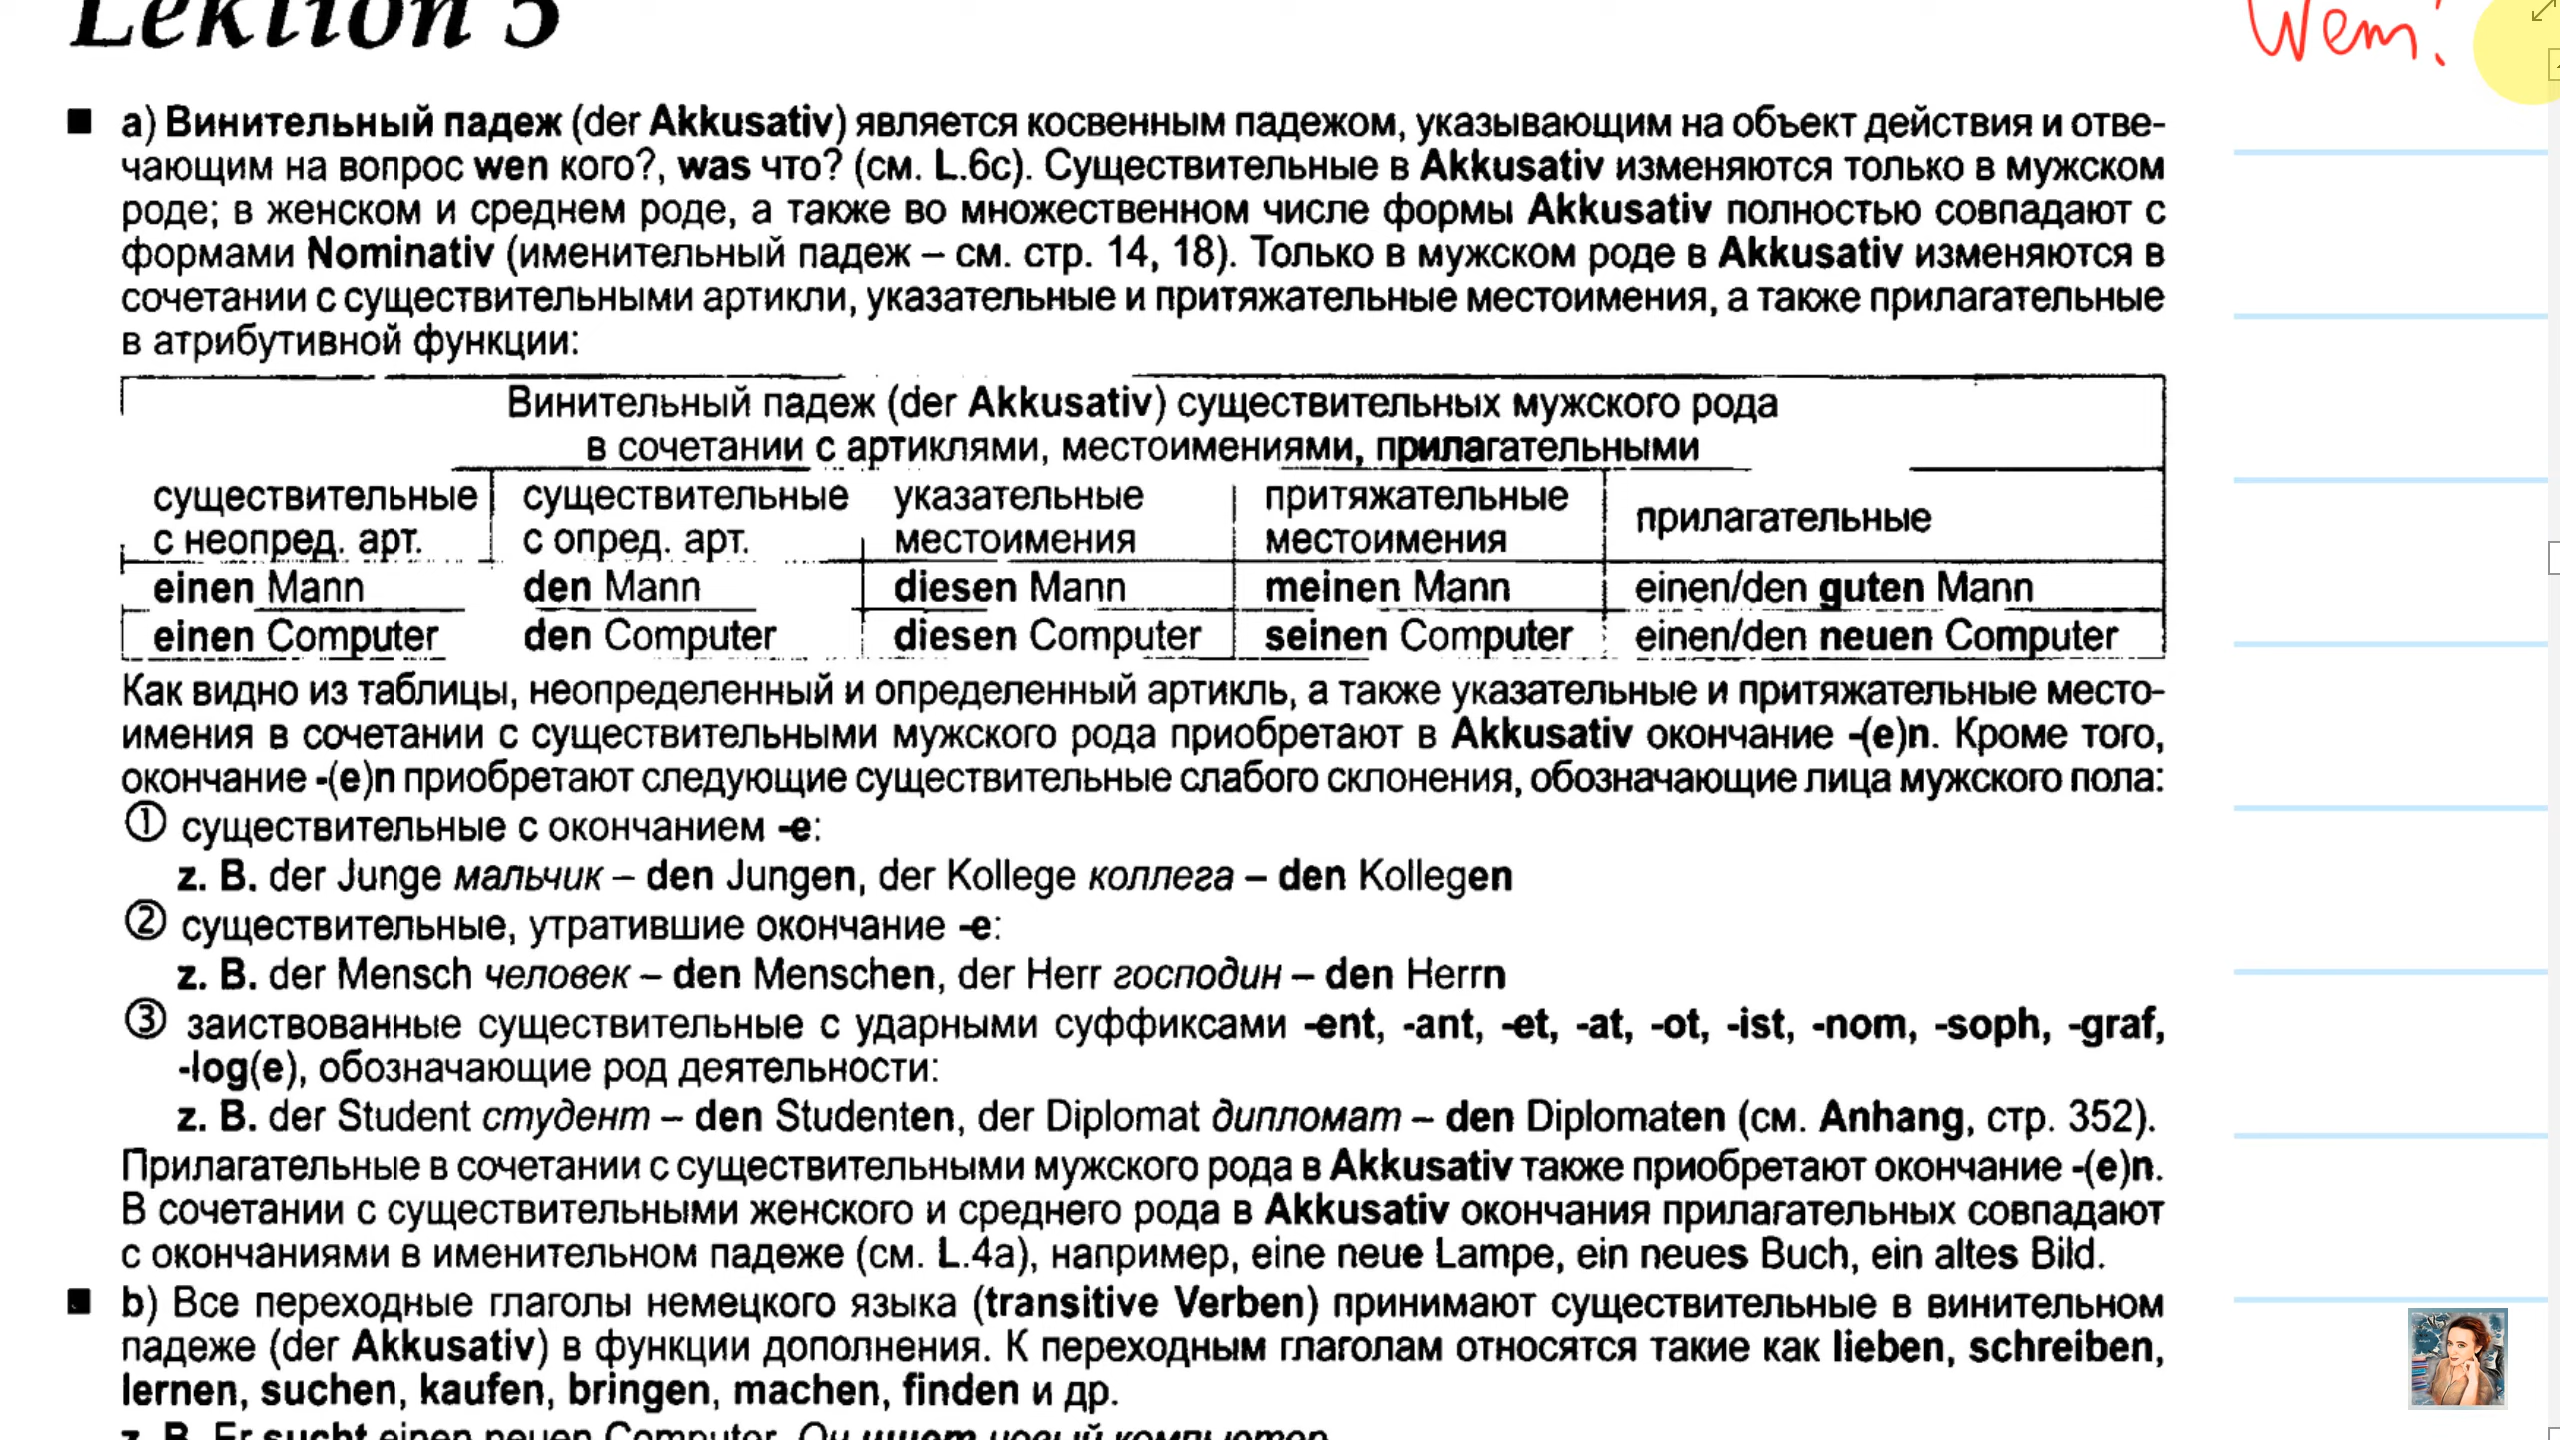 Lektion 5
Wem?
■ a) Винительный падеж (der Akkusativ) является косвенным падежом, указывающим на объект действия и отве-
чающим на вопрос wen кого?, was что? (см. L.6c). Существительные в Akkusativ изменяются только в мужском
роде; в женском и среднем роде, а также во множественном числе формы Akkusativ полностью совпадают с
формами Nominativ (именительный падеж – см. стр. 14, 18). Только в мужском роде в Akkusativ изменяются в
сочетании с существительными артикли, указательные и притяжательные местоимения, а также прилагательные
в атрибутивной функции:
Винительный падеж (der Akkusativ) существительных мужского рода
в сочетании с артиклями, местоимениями, прилагательными
существительные существительные указательные притяжательные прилагательные
с неопред. арт. с опред. арт. местоимения местоимения
einen Mann den Mann diesen Mann meinen Mann einen/den guten Mann
einen Computer den Computer diesen Computer seinen Computer einen/den neuen Computer
Как видно из таблицы, неопределенный и определенный артикль, а также указательные и притяжательные место-
имения в сочетании с существительными мужского рода приобретают в Akkusativ окончание -(e)n. Кроме того,
окончание -(e)n приобретают следующие существительные слабого склонения, обозначающие лица мужского пола:
① существительные с окончанием -e:
z. B. der Junge мальчик – den Jungen, der Kollege коллега – den Kollegen
② существительные, утратившие окончание -e:
z. B. der Mensch человек – den Menschen, der Herr господин – den Herrn
③ заиствованные существительные с ударными суффиксами -ent, -ant, -et, -at, -ot, -ist, -nom, -soph, -graf,
-log(e), обозначающие род деятельности:
z. B. der Student студент – den Studenten, der Diplomat дипломат – den Diplomaten (см. Anhang, стр. 352).
Прилагательные в сочетании с существительными мужского рода в Akkusativ также приобретают окончание -(e)n.
В сочетании с существительными женского и среднего рода в Akkusativ окончания прилагательных совпадают
с окончаниями в именительном падеже (см. L.4a), например, eine neue Lampe, ein neues Buch, ein altes Bild.
■ b) Все переходные глаголы немецкого языка (transitive Verben) принимают существительные в винительном
падеже (der Akkusativ) в функции дополнения. К переходным глаголам относятся такие как lieben, schreiben,
lernen, suchen, kaufen, bringen, machen, finden и др.
z. B. Er sucht einen neuen Computer. Он ищет новый компьютер.